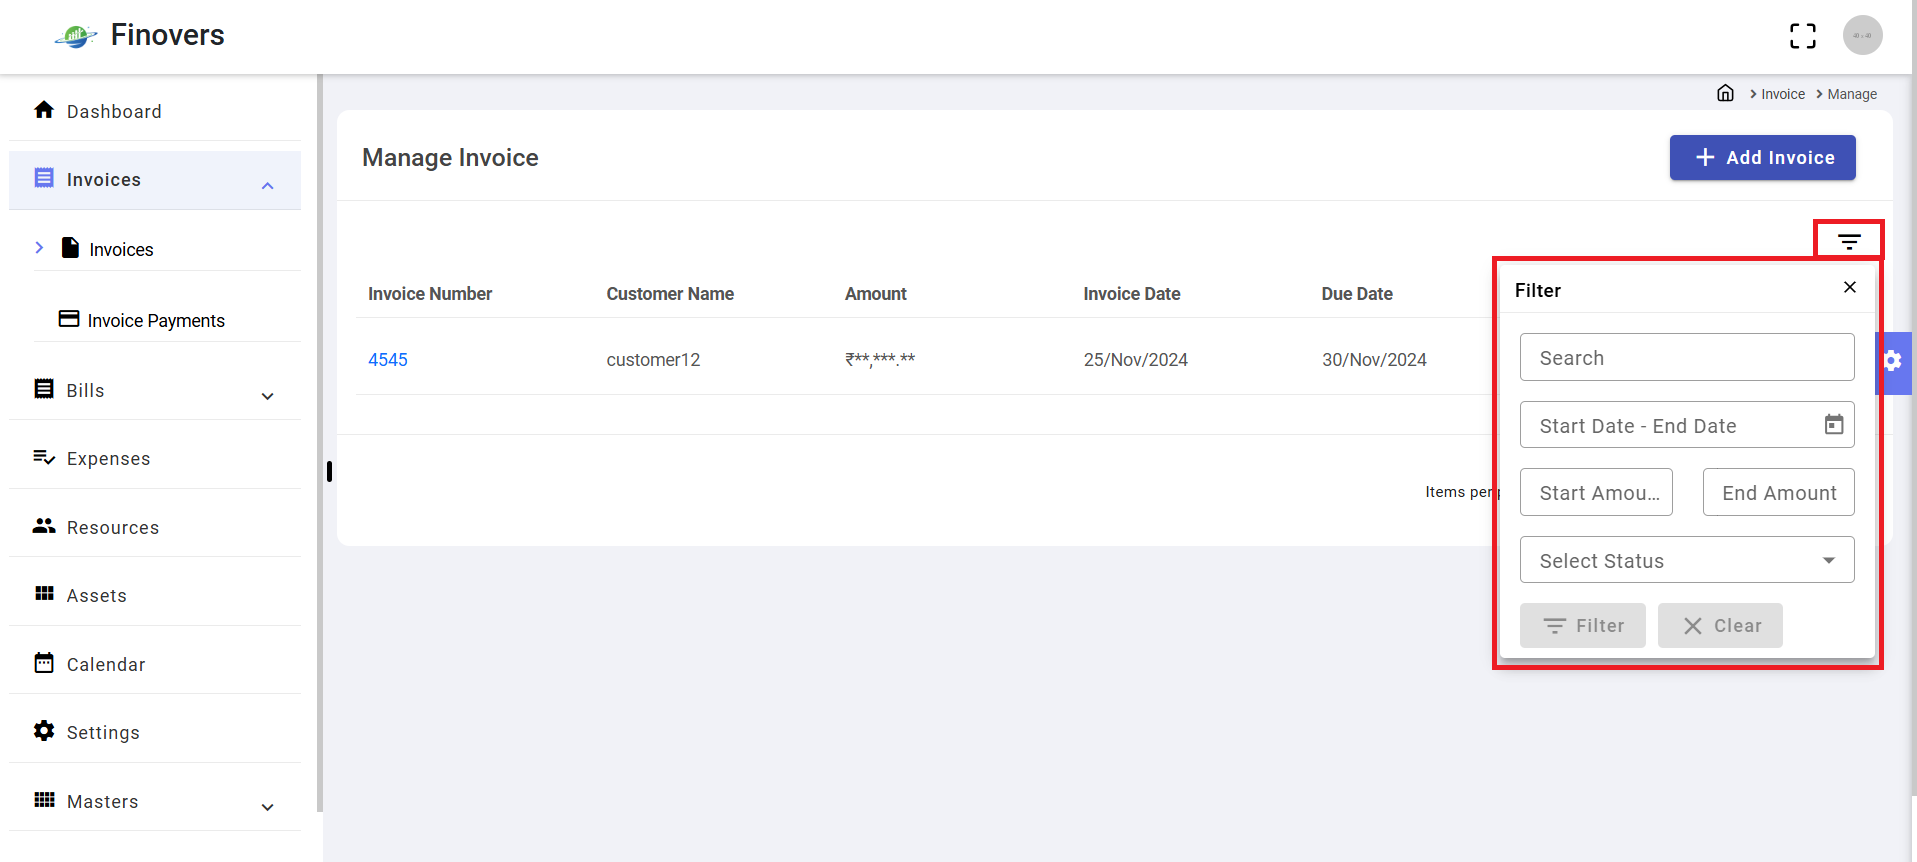 Finovers
Dashboard
Invoices
Invoices
Invoice Payments
Bills
Expenses
Resources
Assets
Calendar
Settings
Masters
Invoice
Manage
Manage Invoice
Add Invoice
Invoice Number Customer Name Amount Invoice Date Due Date
4545 customer12 ₹**,***.** 25/Nov/2024 30/Nov/2024
Items per
Filter
Search
Start Date - End Date
Start Amou... End Amount
Select Status
Filter Clear